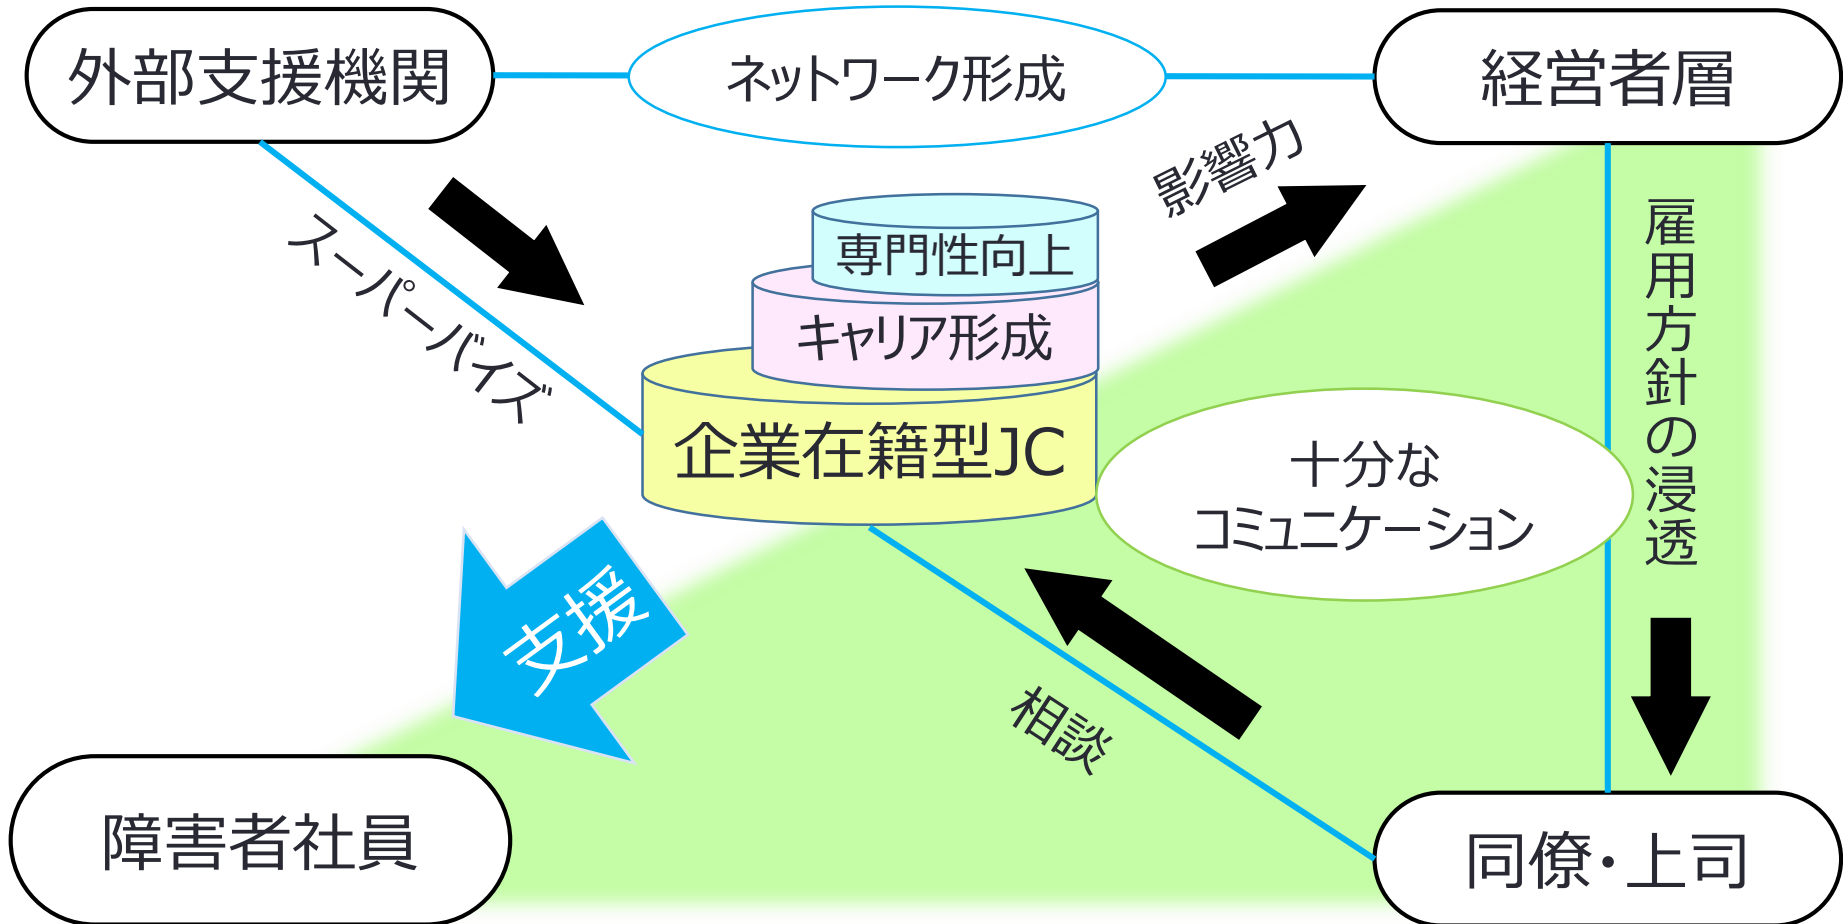 外部支援機関
ネットワーク形成
経営者層
影響力
スーパーバイズ
専門性向上
キャリア形成
企業在籍型JC
雇用方針の浸透
十分な
コミュニケーション
支援
相談
障害者社員
同僚・上司